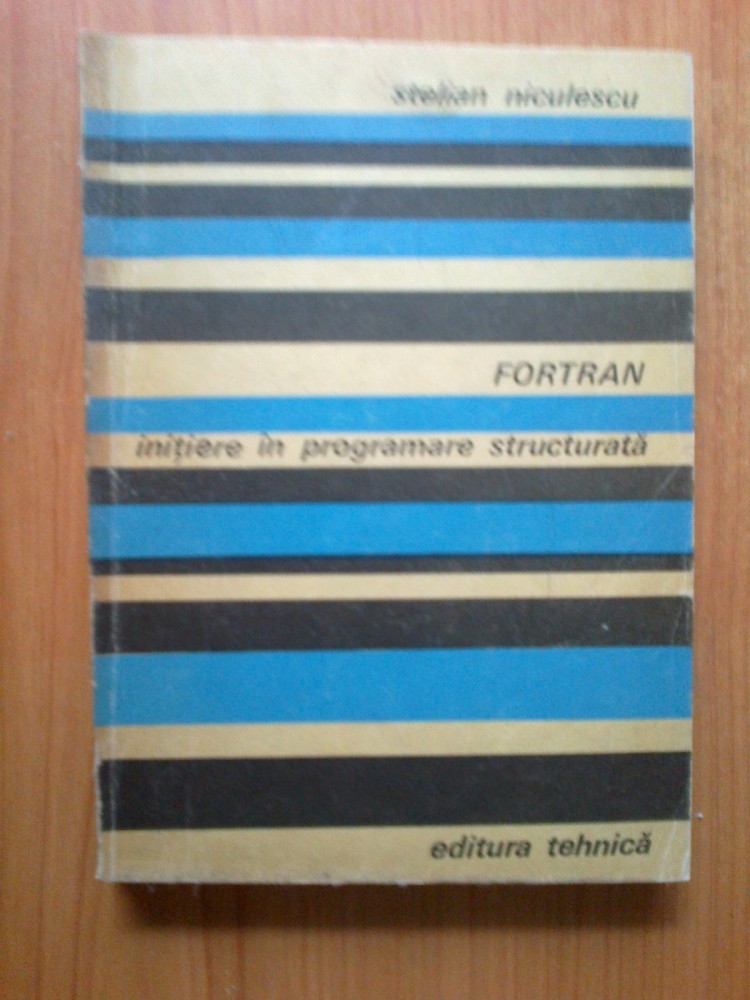 stelian niculescu
FORTRAN
inițiere în programare structurată
editura tehnică